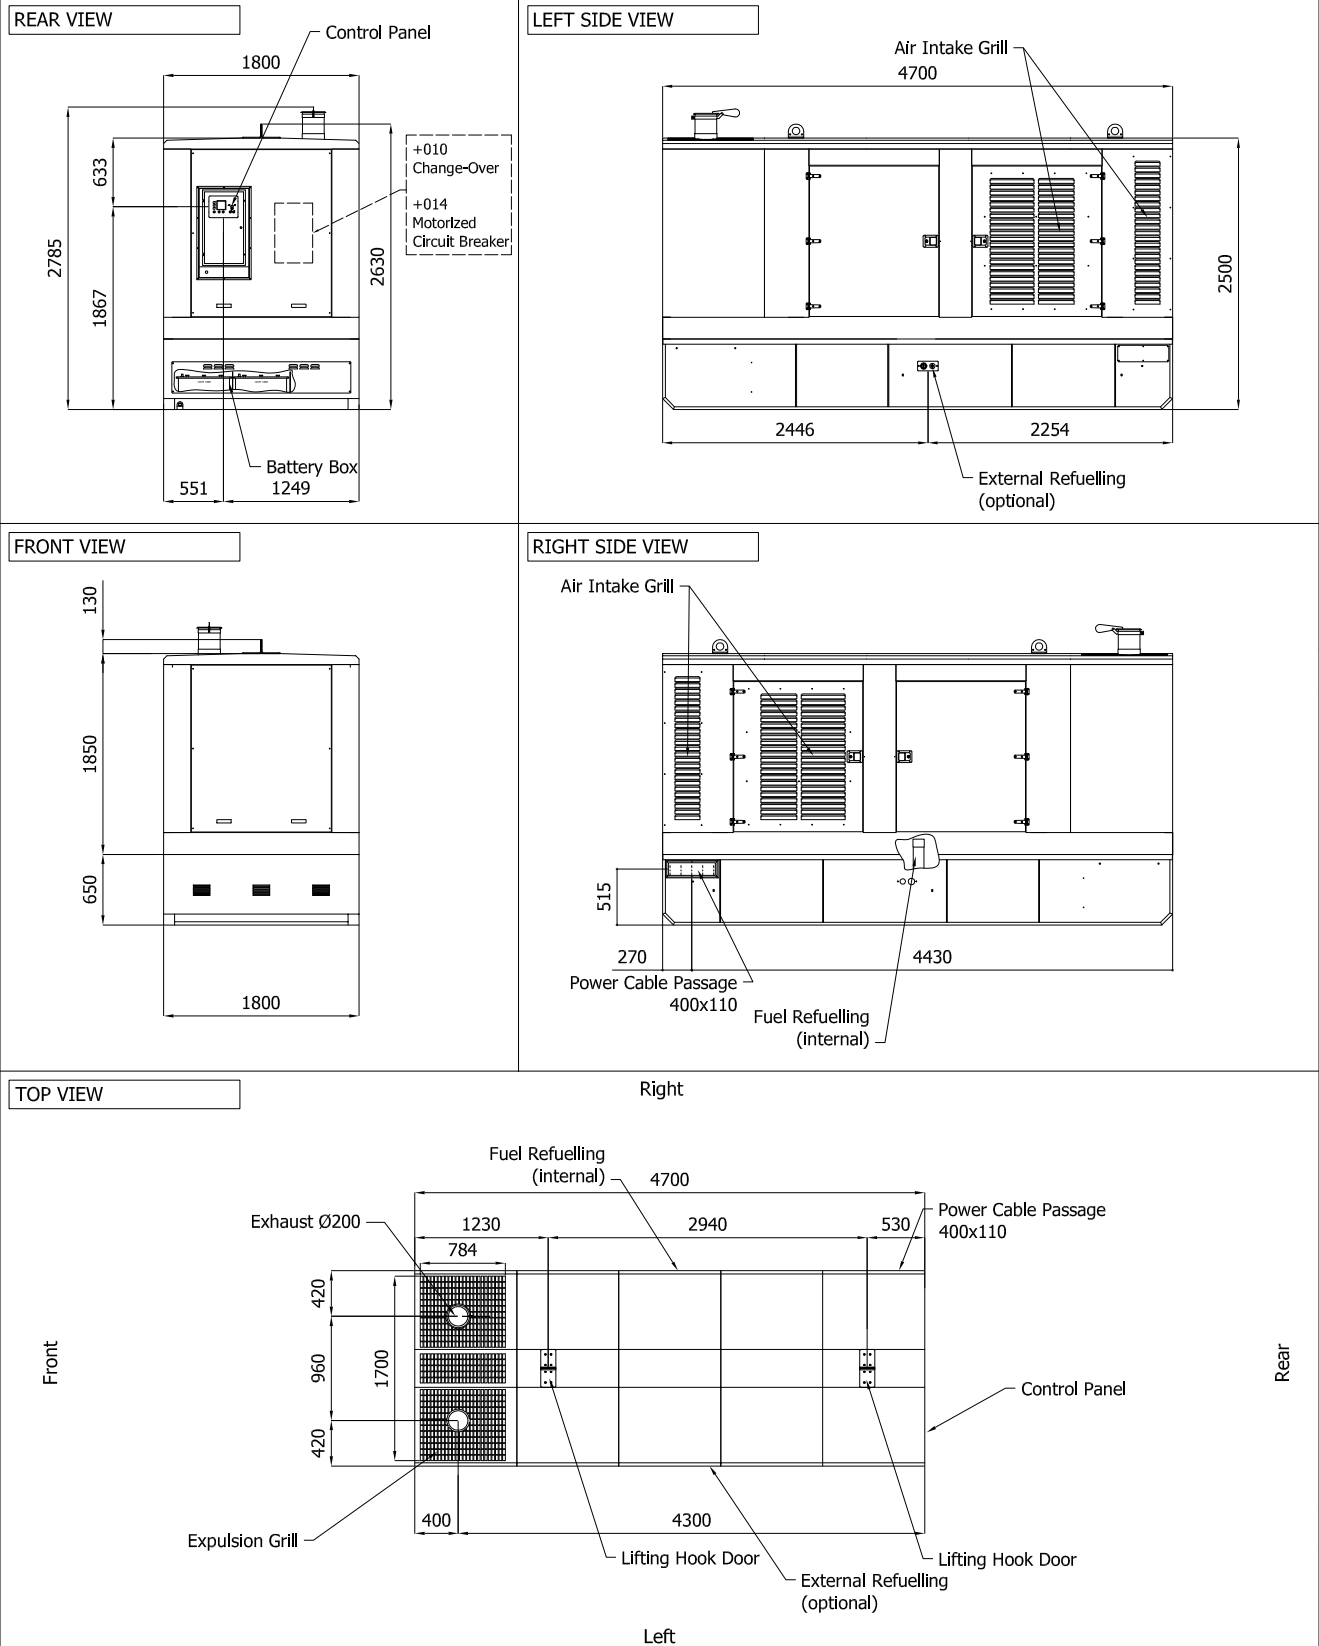 REAR VIEW
Control Panel
1800
+010
Change-Over
+014
Motorized
Circuit Breaker
633
2785
1867
2630
Battery Box
551
1249
LEFT SIDE VIEW
Air Intake Grill
4700
2500
2446
2254
External Refuelling
(optional)
FRONT VIEW
130
1850
650
1800
RIGHT SIDE VIEW
Air Intake Grill
515
270
4430
Power Cable Passage
400x110
Fuel Refuelling
(internal)
TOP VIEW
Right
Fuel Refuelling
(internal)
4700
Exhaust Ø200
1230
2940
530
Power Cable Passage
400x110
784
420
960
1700
420
Front
Rear
Control Panel
400
4300
Expulsion Grill
Lifting Hook Door
Lifting Hook Door
External Refuelling
(optional)
Left